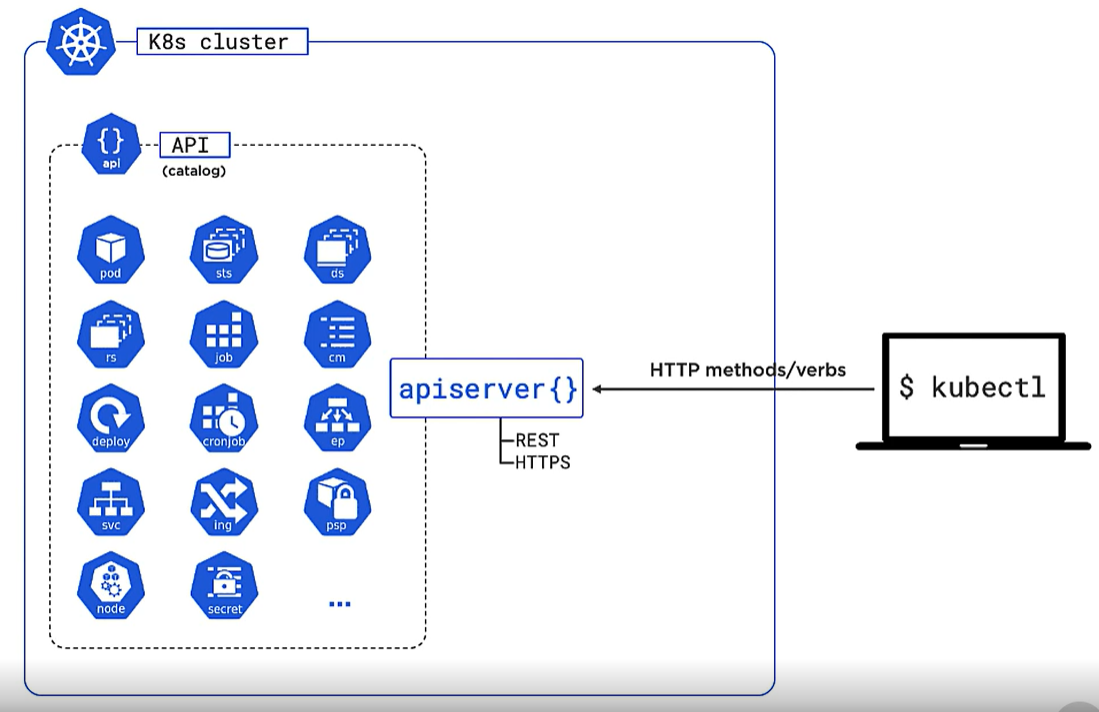 K8s cluster
{} API
api
(catalog)
pod sts ds
rs job cm
deploy cronjob ep
svc ing psp
node secret ...
apiserver{}
REST
HTTPS
HTTP methods/verbs
$ kubectl